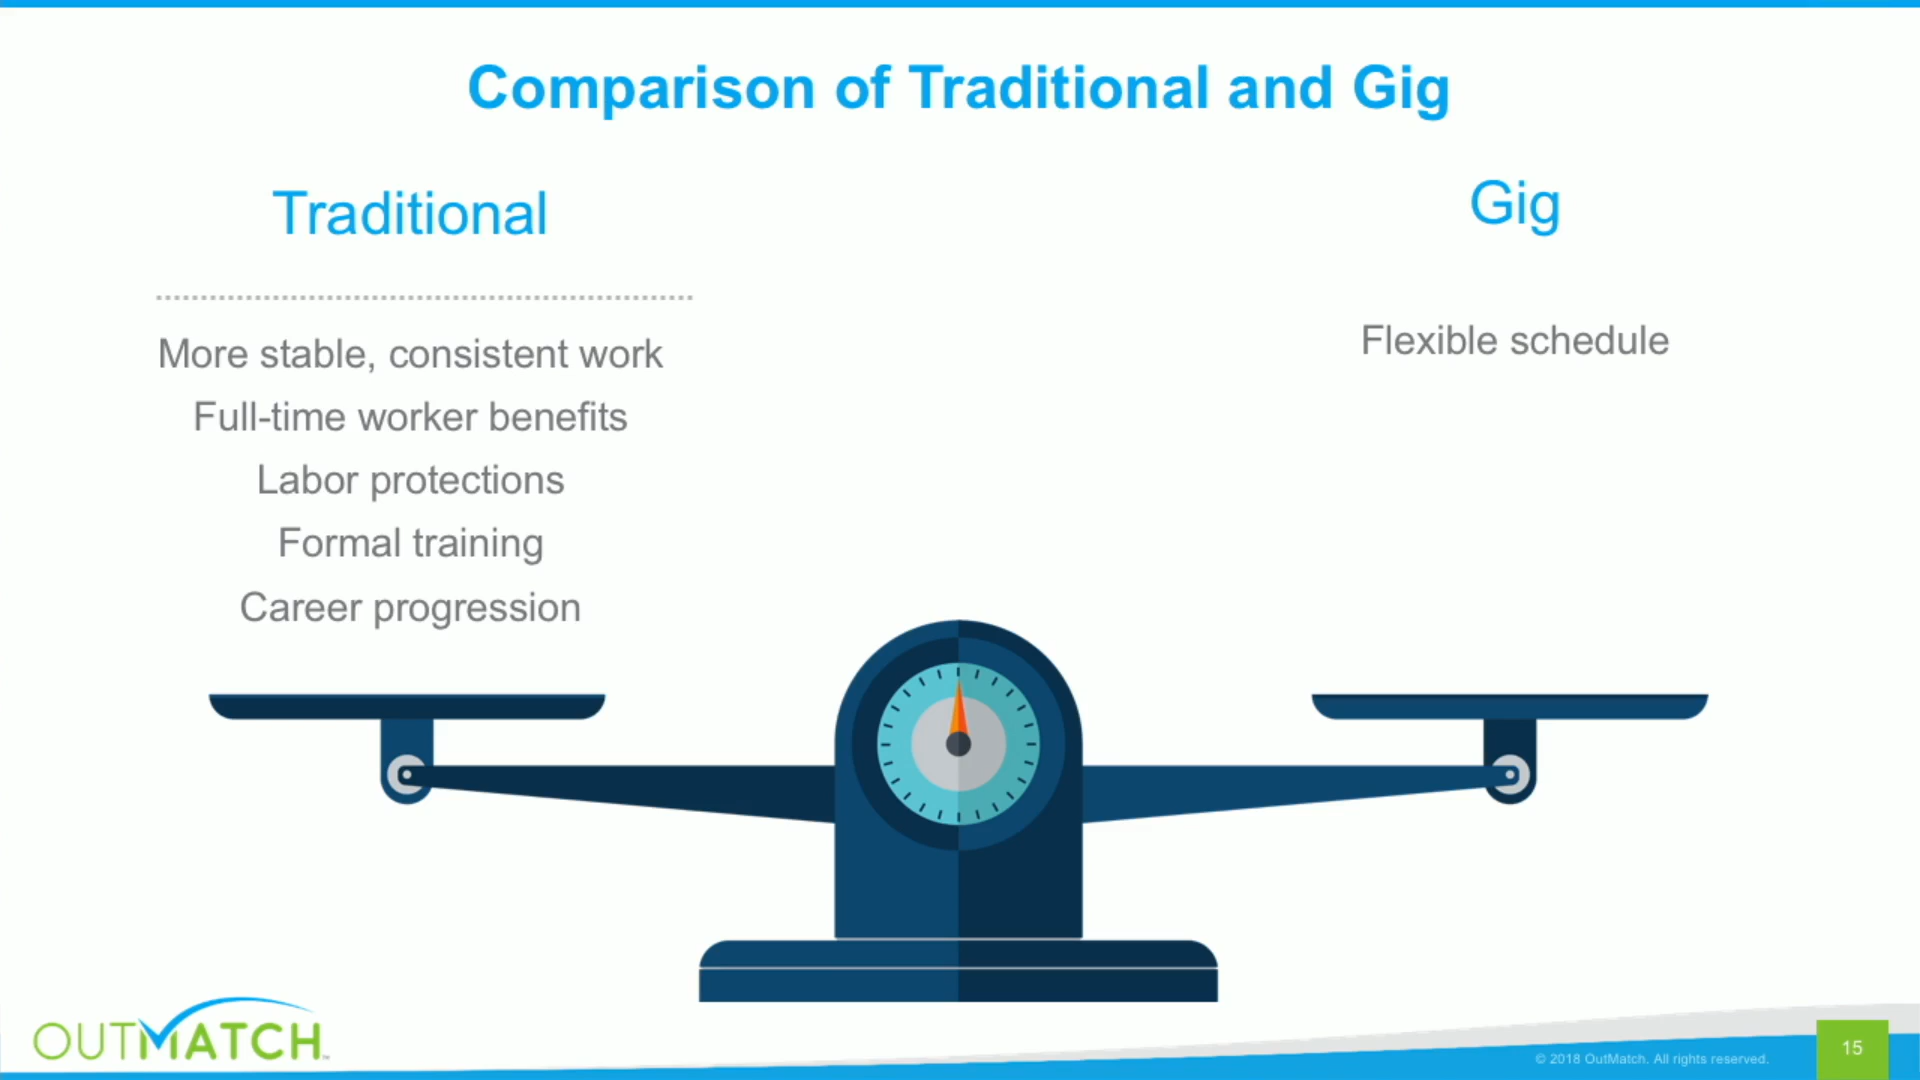 Comparison of Traditional and Gig
Traditional
More stable, consistent work
Full-time worker benefits
Labor protections
Formal training
Career progression
Gig
Flexible schedule
OUTMATCH™
© 2018 OutMatch. All rights reserved.
15